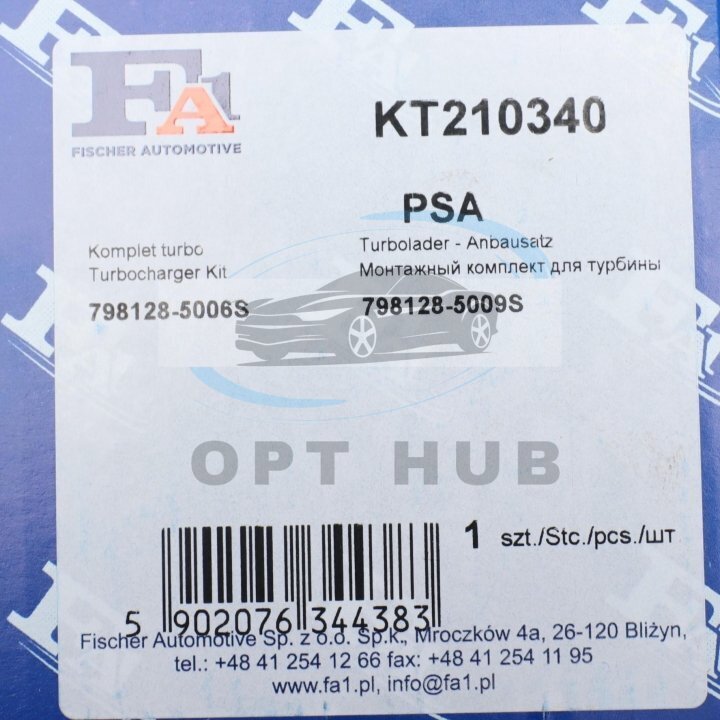 FA1
FISCHER AUTOMOTIVE
KT210340
PSA
Komplet turbo
Turbocharger Kit
798128-5006S
Turbolader - Anbausatz
Монтажный комплект для турбины
798128-5009S
OPT HUB
1 szt./Stc./pcs./шт
5 902076 344383
Fischer Automotive Sp. z o.o. Sp.k., Mroczków 4a, 26-120 Bliżyn,
tel.: +48 41 254 12 66 fax: +48 41 254 11 95
www.fa1.pl, info@fa1.pl